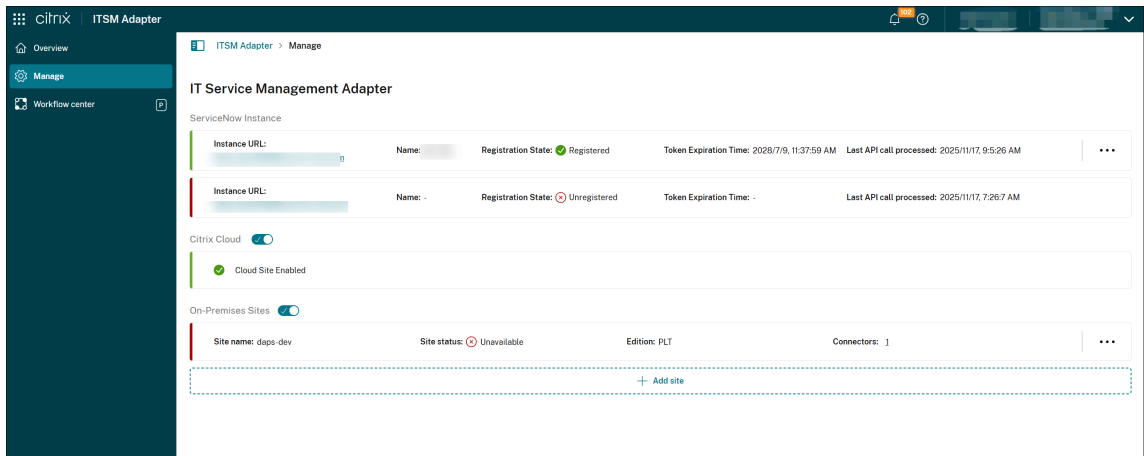 citrix ITSM Adapter 102
Overview
Manage
Workflow center P
ITSM Adapter > Manage
IT Service Management Adapter
ServiceNow Instance
Instance URL: Name: Registration State: Registered Token Expiration Time: 2028/7/9, 11:37:59 AM Last API call processed: 2025/11/17, 9:5:26 AM
Instance URL: Name: - Registration State: Unregistered Token Expiration Time: - Last API call processed: 2025/11/17, 7:26:7 AM
Citrix Cloud
Cloud Site Enabled
On-Premises Sites
Site name: daps-dev Site status: Unavailable Edition: PLT Connectors: 1
+ Add site